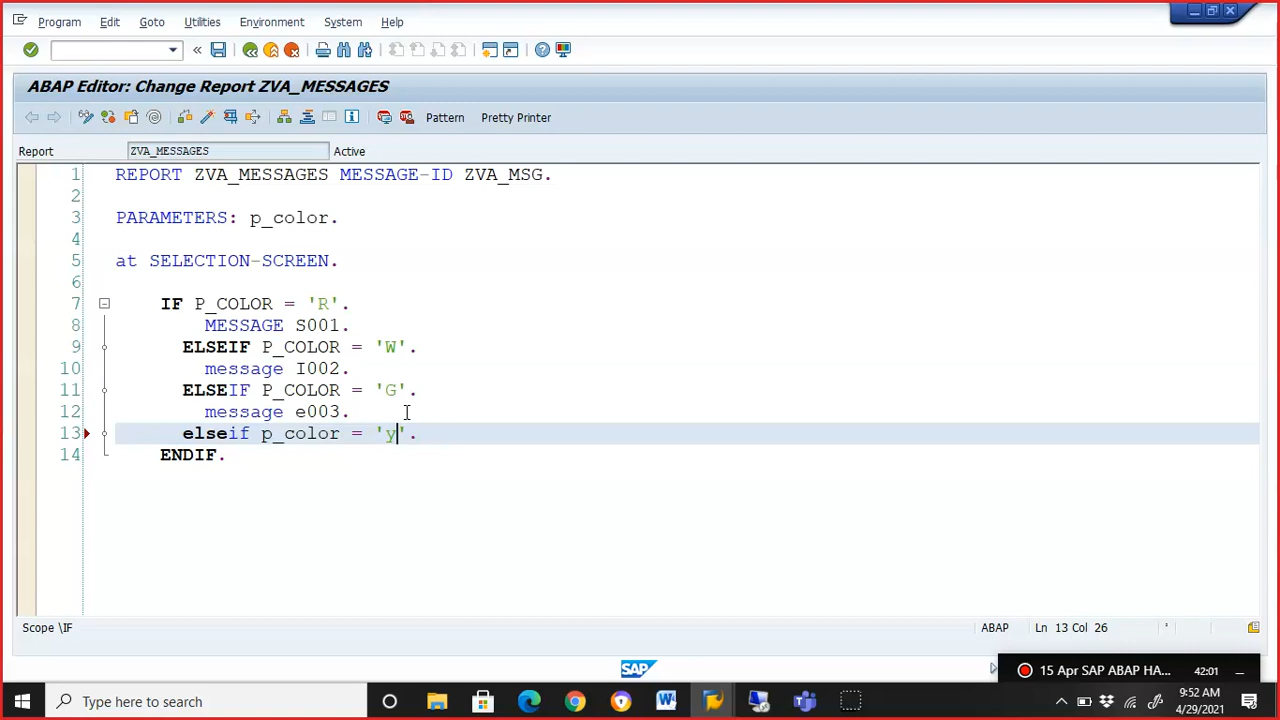 Program Edit Goto Utilities Environment System Help
«
ABAP Editor: Change Report ZVA_MESSAGES
Pattern Pretty Printer
Report ZVA_MESSAGES Active
1 REPORT ZVA_MESSAGES MESSAGE-ID ZVA_MSG.
2
3 PARAMETERS: p_color.
4
5 at SELECTION-SCREEN.
6
7 IF P_COLOR = 'R'.
8 MESSAGE S001.
9 ELSEIF P_COLOR = 'W'.
10 message I002.
11 ELSEIF P_COLOR = 'G'.
12 message e003.
13 elseif p_color = 'y'.
14 ENDIF.
Scope \IF ABAP Ln 13 Col 26
SAP
15 Apr SAP ABAP HA... 42:01
Type here to search
9:52 AM
4/29/2021